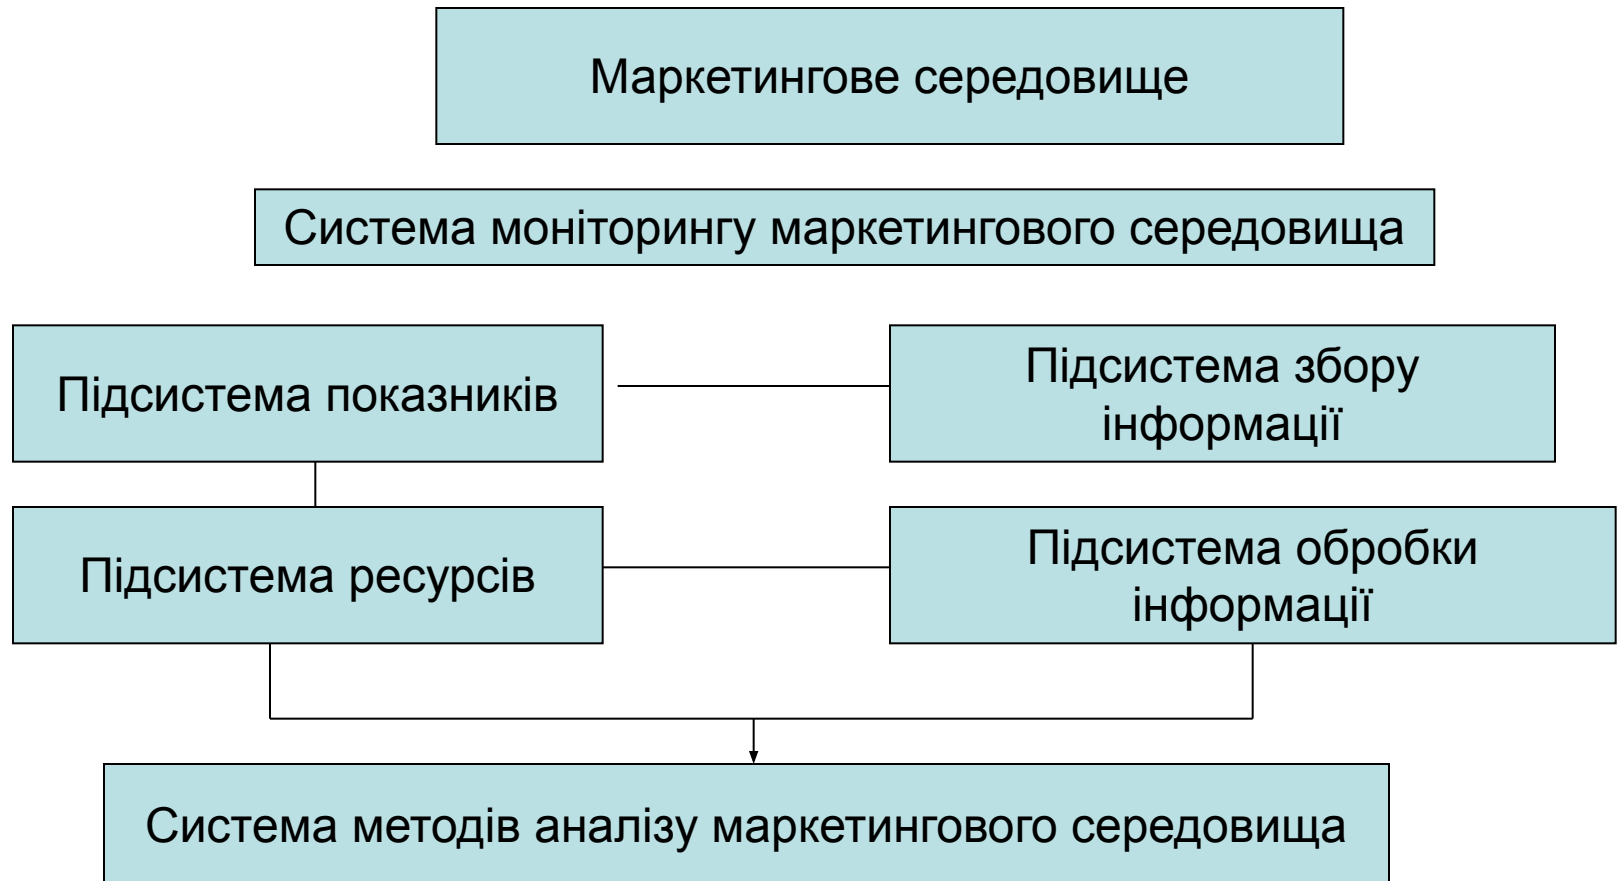 Маркетингове середовище
Система моніторингу маркетингового середовища
Підсистема показників
Підсистема збору
інформації
Підсистема ресурсів
Підсистема обробки
інформації
Система методів аналізу маркетингового середовища